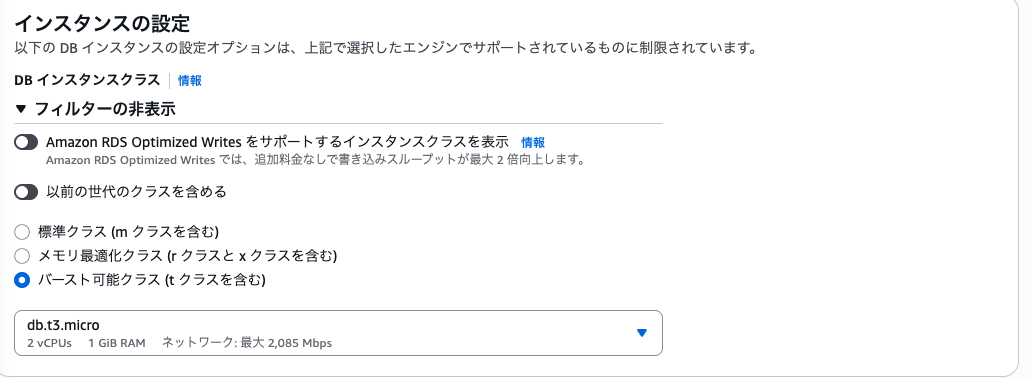 インスタンスの設定
以下の DB インスタンスの設定オプションは、上記で選択したエンジンでサポートされているものに制限されています。
DB インスタンスクラス 情報
▼ フィルターの非表示
Amazon RDS Optimized Writes をサポートするインスタンスクラスを表示 情報
Amazon RDS Optimized Writes では、追加料金なしで書き込みスループットが最大 2 倍向上します。
以前の世代のクラスを含める
標準クラス (m クラスを含む)
メモリ最適化クラス (r クラスと x クラスを含む)
バースト可能クラス (t クラスを含む)
db.t3.micro
2 vCPUs 1 GiB RAM ネットワーク: 最大 2,085 Mbps